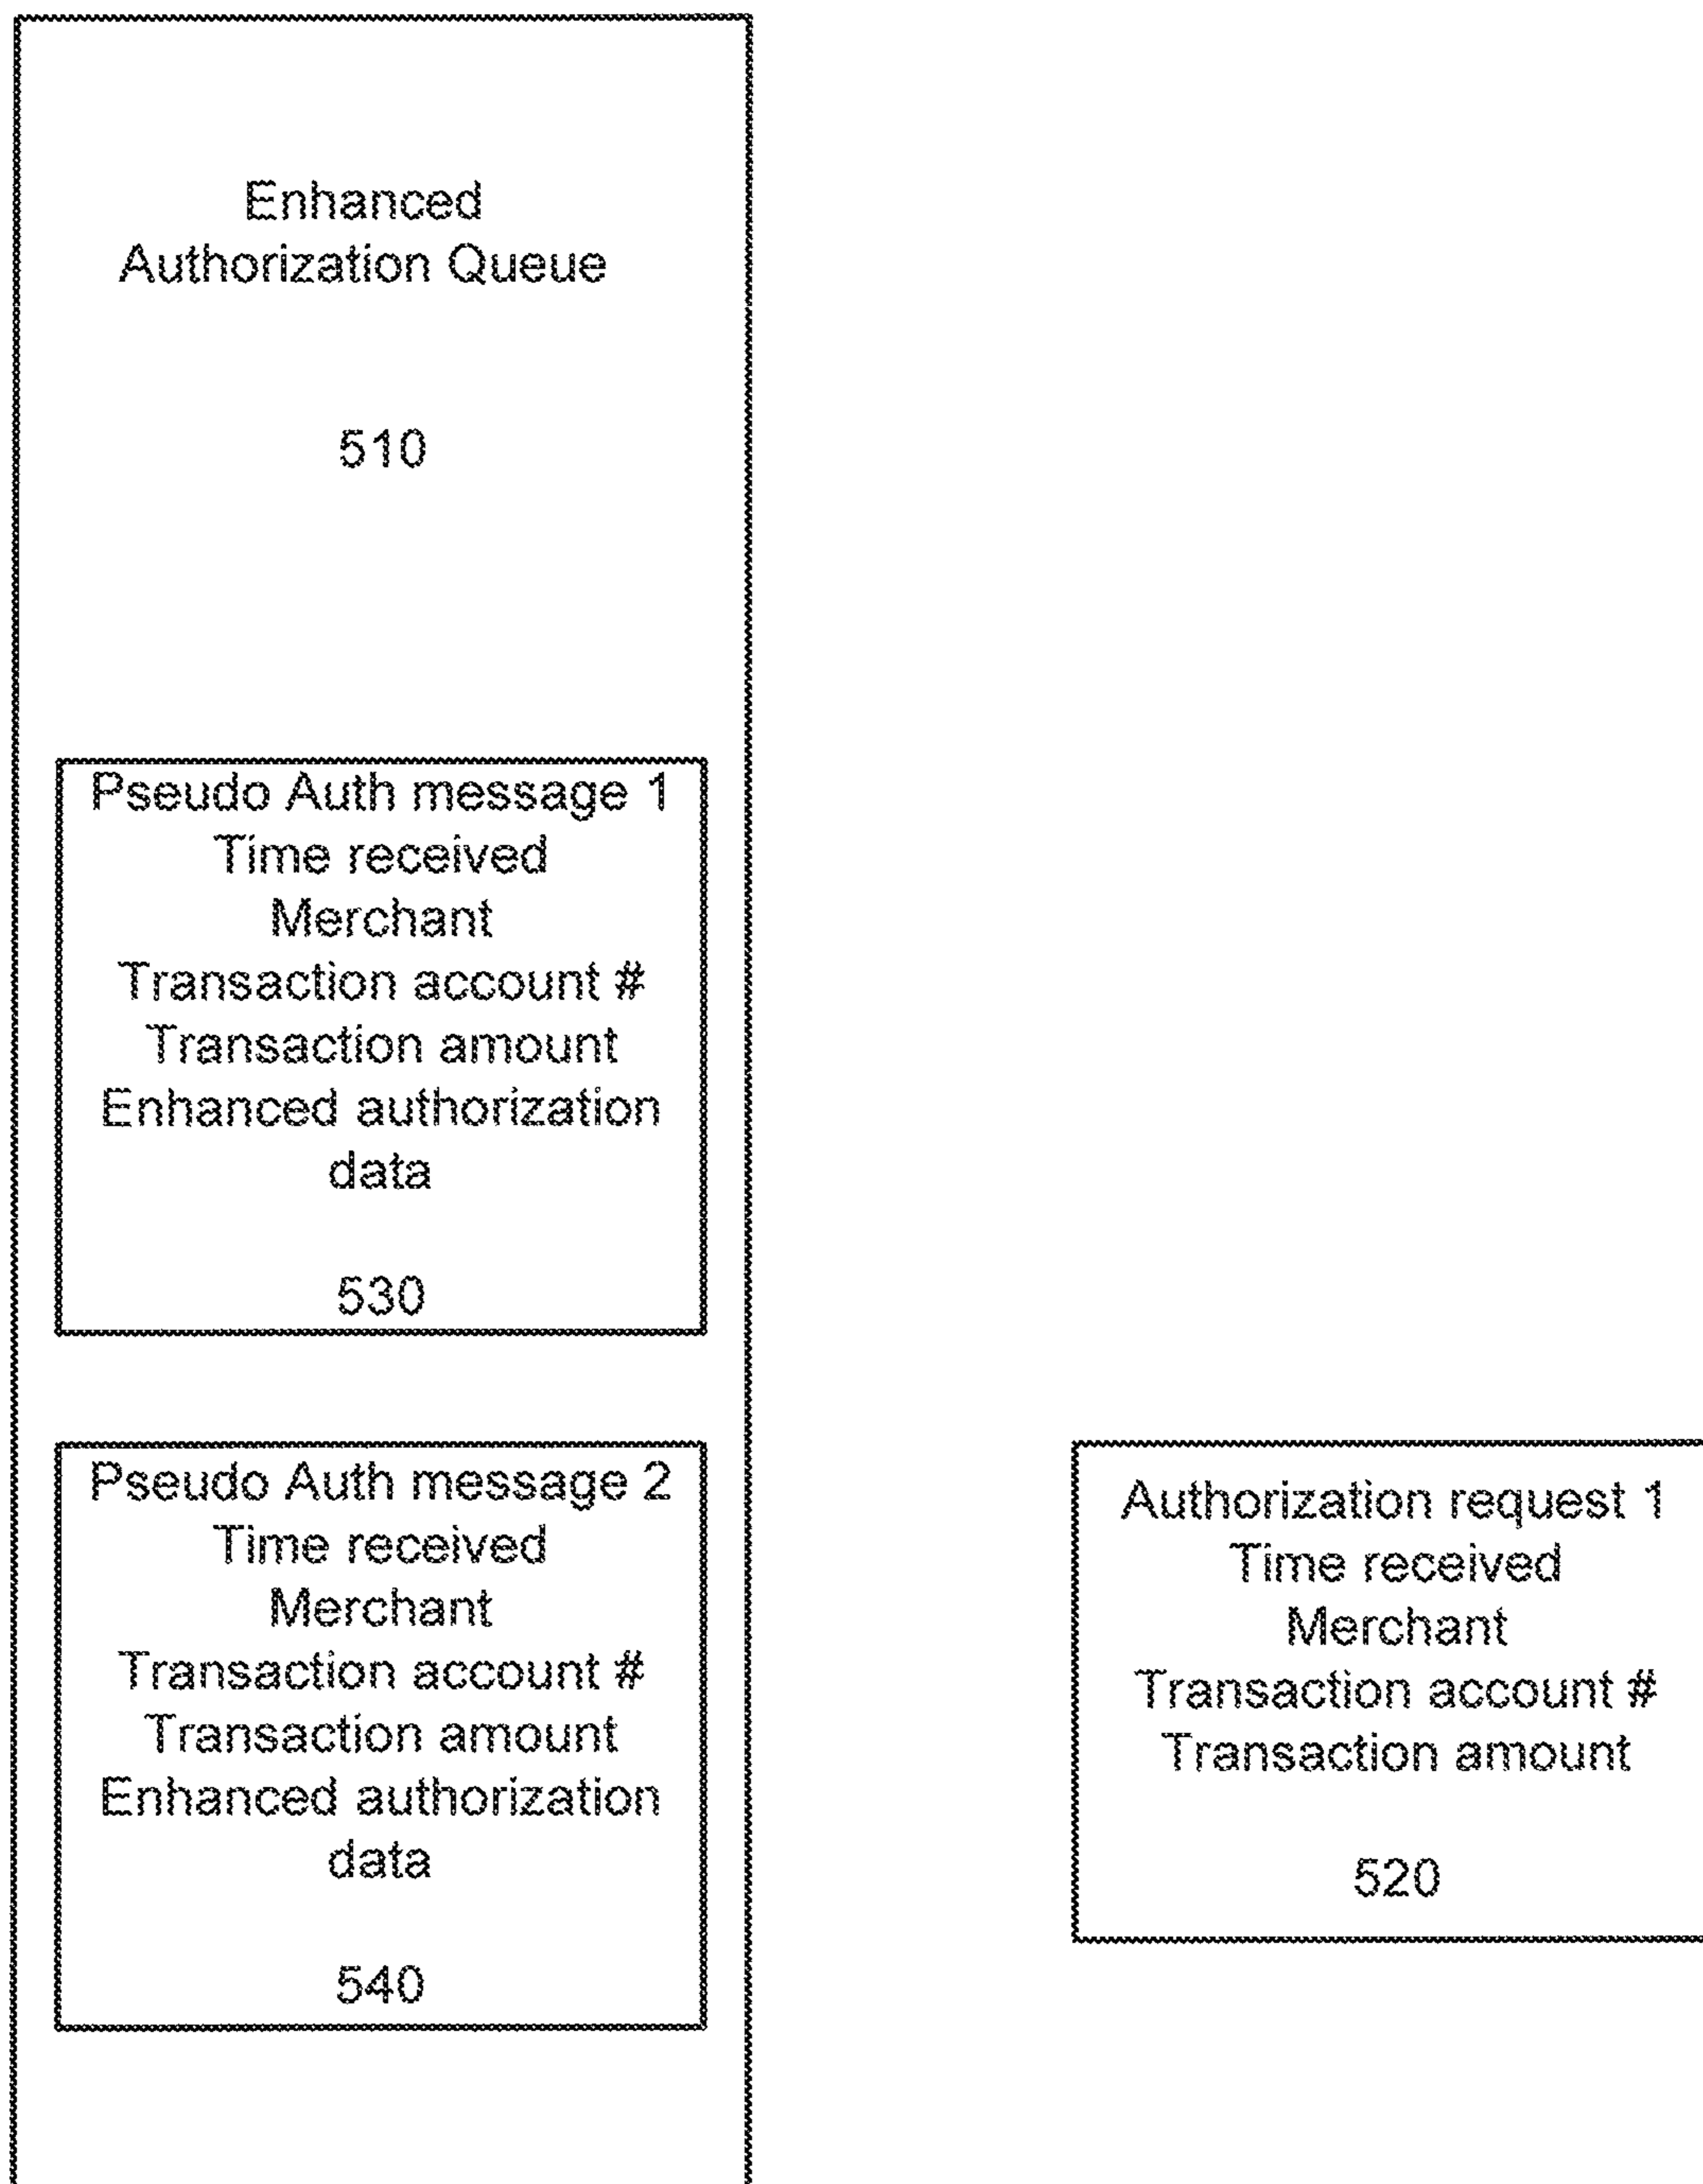 Enhanced
Authorization Queue
510
Pseudo Auth message 1
Time received
Merchant
Transaction account #
Transaction amount
Enhanced authorization
data
530
Pseudo Auth message 2
Time received
Merchant
Transaction account #
Transaction amount
Enhanced authorization
data
540
Authorization request 1
Time received
Merchant
Transaction account #
Transaction amount
520